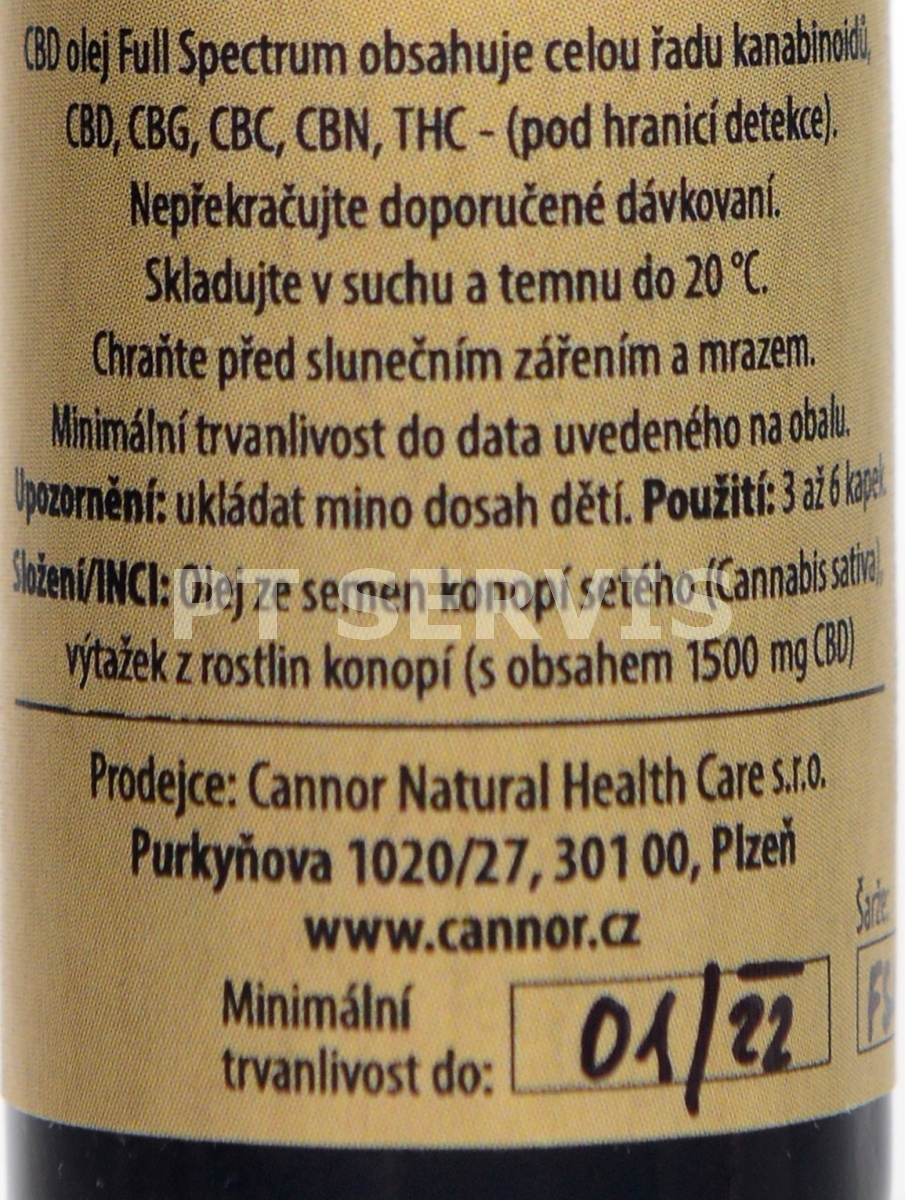 CBD olej Full Spectrum obsahuje celou řadu kanabinoidů,
CBD, CBG, CBC, CBN, THC - (pod hranicí detekce).
Nepřekračujte doporučené dávkovaní.
Skladujte v suchu a temnu do 20 °C.
Chraňte před slunečním zářením a mrazem.
Minimální trvanlivost do data uvedeného na obalu.
Upozornění: ukládat mino dosah dětí. Použití: 3 až 6 kapek.
Složení/INCI: Olej ze semen konopí setého (Cannabis sativa),
PT SERVIS
výtažek z rostlin konopí (s obsahem 1500 mg CBD)
Prodejce: Cannor Natural Health Care s.r.o.
Purkyňova 1020/27, 301 00, Plzeň
www.cannor.cz
Šarže:
Minimální
trvanlivost do: 01/22